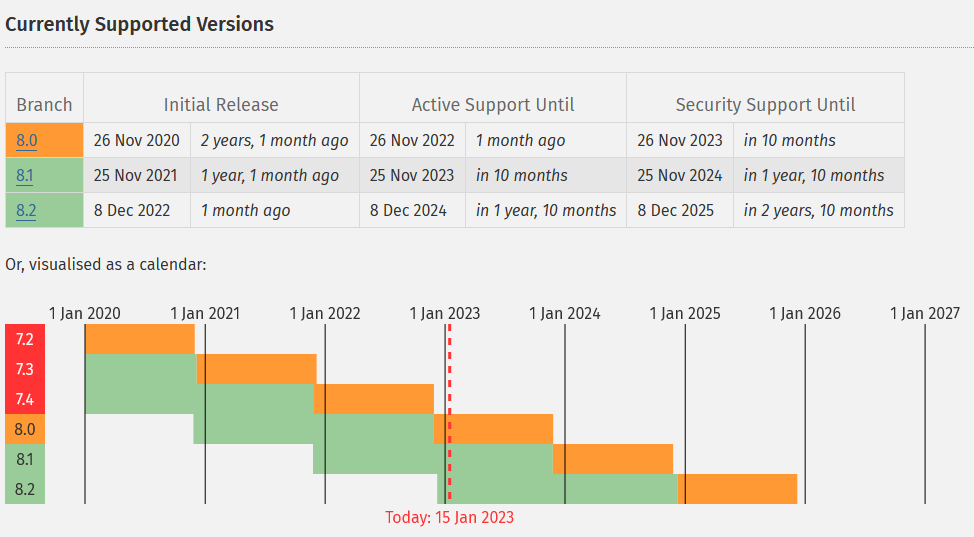 Currently Supported Versions
Branch Initial Release Active Support Until Security Support Until
8.0 26 Nov 2020 2 years, 1 month ago 26 Nov 2022 1 month ago 26 Nov 2023 in 10 months
8.1 25 Nov 2021 1 year, 1 month ago 25 Nov 2023 in 10 months 25 Nov 2024 in 1 year, 10 months
8.2 8 Dec 2022 1 month ago 8 Dec 2024 in 1 year, 10 months 8 Dec 2025 in 2 years, 10 months
Or, visualised as a calendar:
1 Jan 2020 1 Jan 2021 1 Jan 2022 1 Jan 2023 1 Jan 2024 1 Jan 2025 1 Jan 2026 1 Jan 2027
7.2
7.3
7.4
8.0
8.1
8.2
Today: 15 Jan 2023